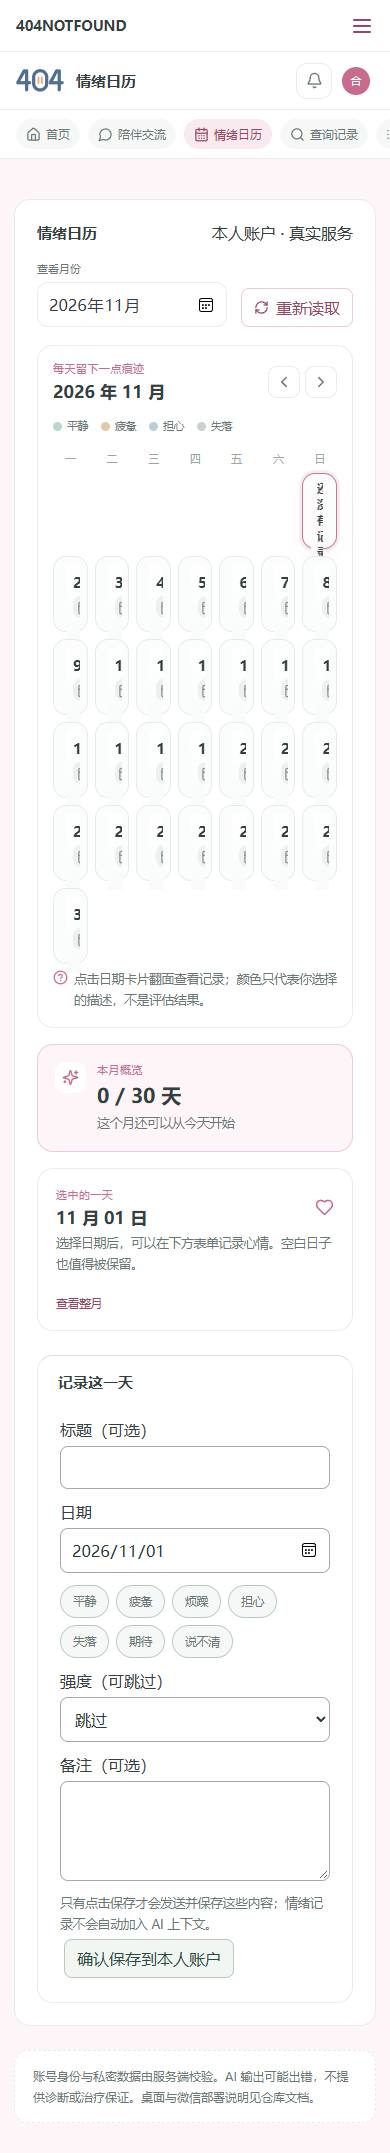 404NOTFOUND
404 情绪日历
合
首页 陪伴交流 情绪日历 查询记录
情绪日历 本人账户 · 真实服务
查看月份
2026年11月 重新读取
每天留下一点痕迹
2026 年 11 月
平静 疲惫 担心 失落
一 二 三 四 五 六 日
还
没
有
记
录
2 3 4 5 6 7 8
9 1 1 1 1 1 1
1 1 1 1 2 2 2
2 2 2 2 2 2 2
3
点击日期卡片翻面查看记录；颜色只代表你选择
的描述，不是评估结果。
本月概览
0 / 30 天
这个月还可以从今天开始
选中的一天
11 月 01 日
选择日期后，可以在下方表单记录心情。空白日子
也值得被保留。
查看整月
记录这一天
标题（可选）
日期
2026/11/01
平静 疲惫 烦躁 担心
失落 期待 说不清
强度（可跳过）
跳过
备注（可选）
只有点击保存才会发送并保存这些内容；情绪记
录不会自动加入 AI 上下文。
确认保存到本人账户
账号身份与私密数据由服务端校验。AI 输出可能出错，不提
供诊断或治疗保证。桌面与微信部署说明见仓库文档。